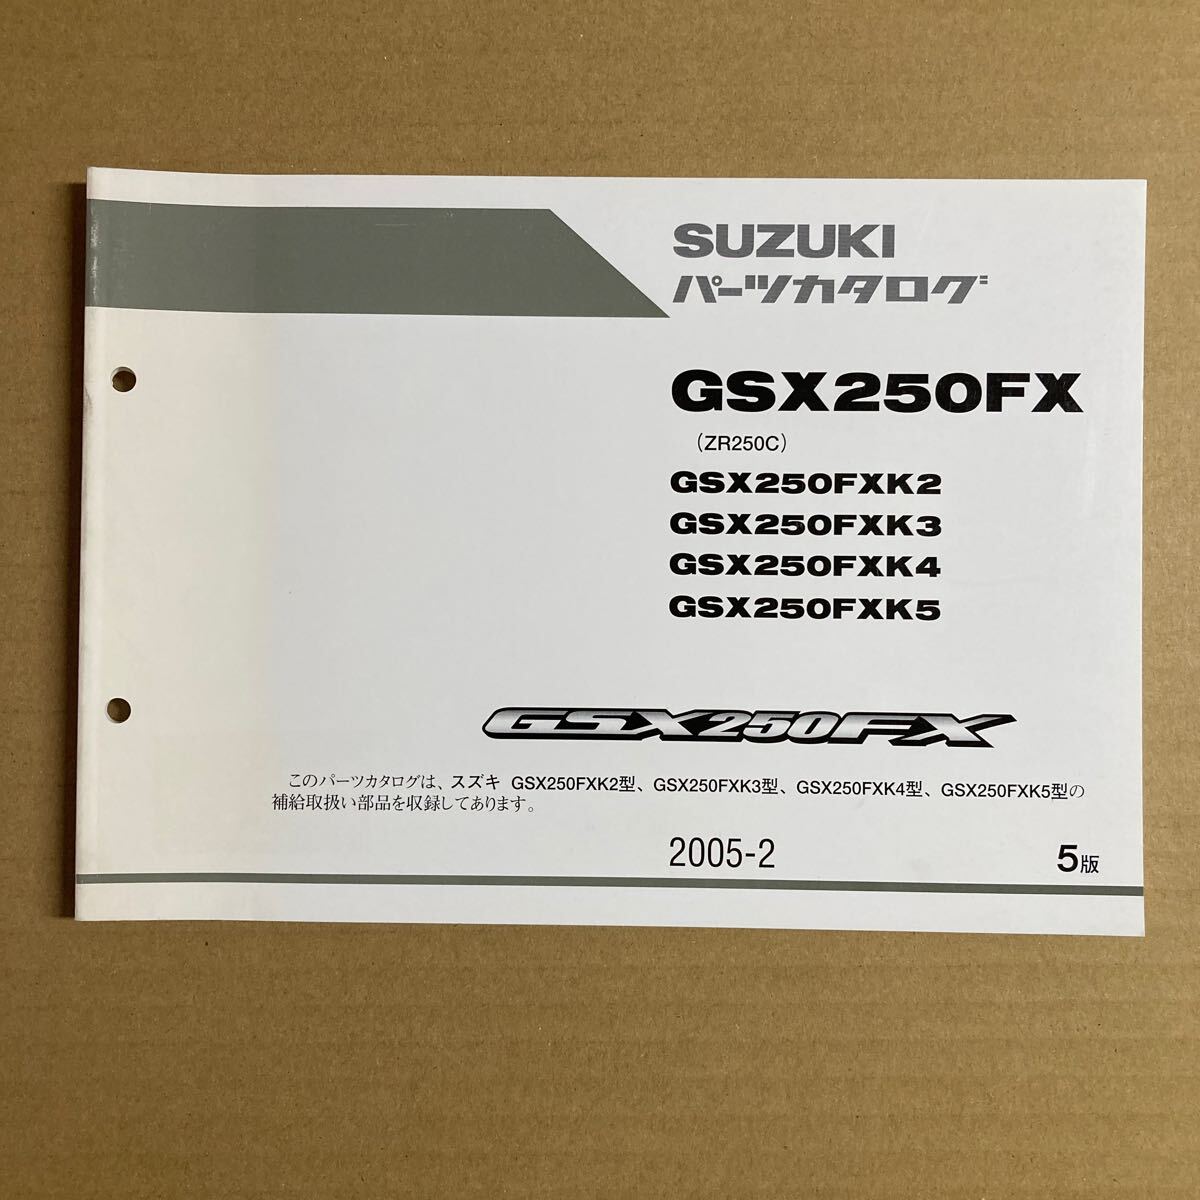 SUZUKI
パーツカタログ
GSX250FX
(ZR250C)
GSX250FXK2
GSX250FXK3
GSX250FXK4
GSX250FXK5
GSX250FX
このパーツカタログは、スズキ GSX250FXK2型、GSX250FXK3型、GSX250FXK4型、GSX250FXK5型の
補給取扱い部品を収録してあります。
2005-2
5版